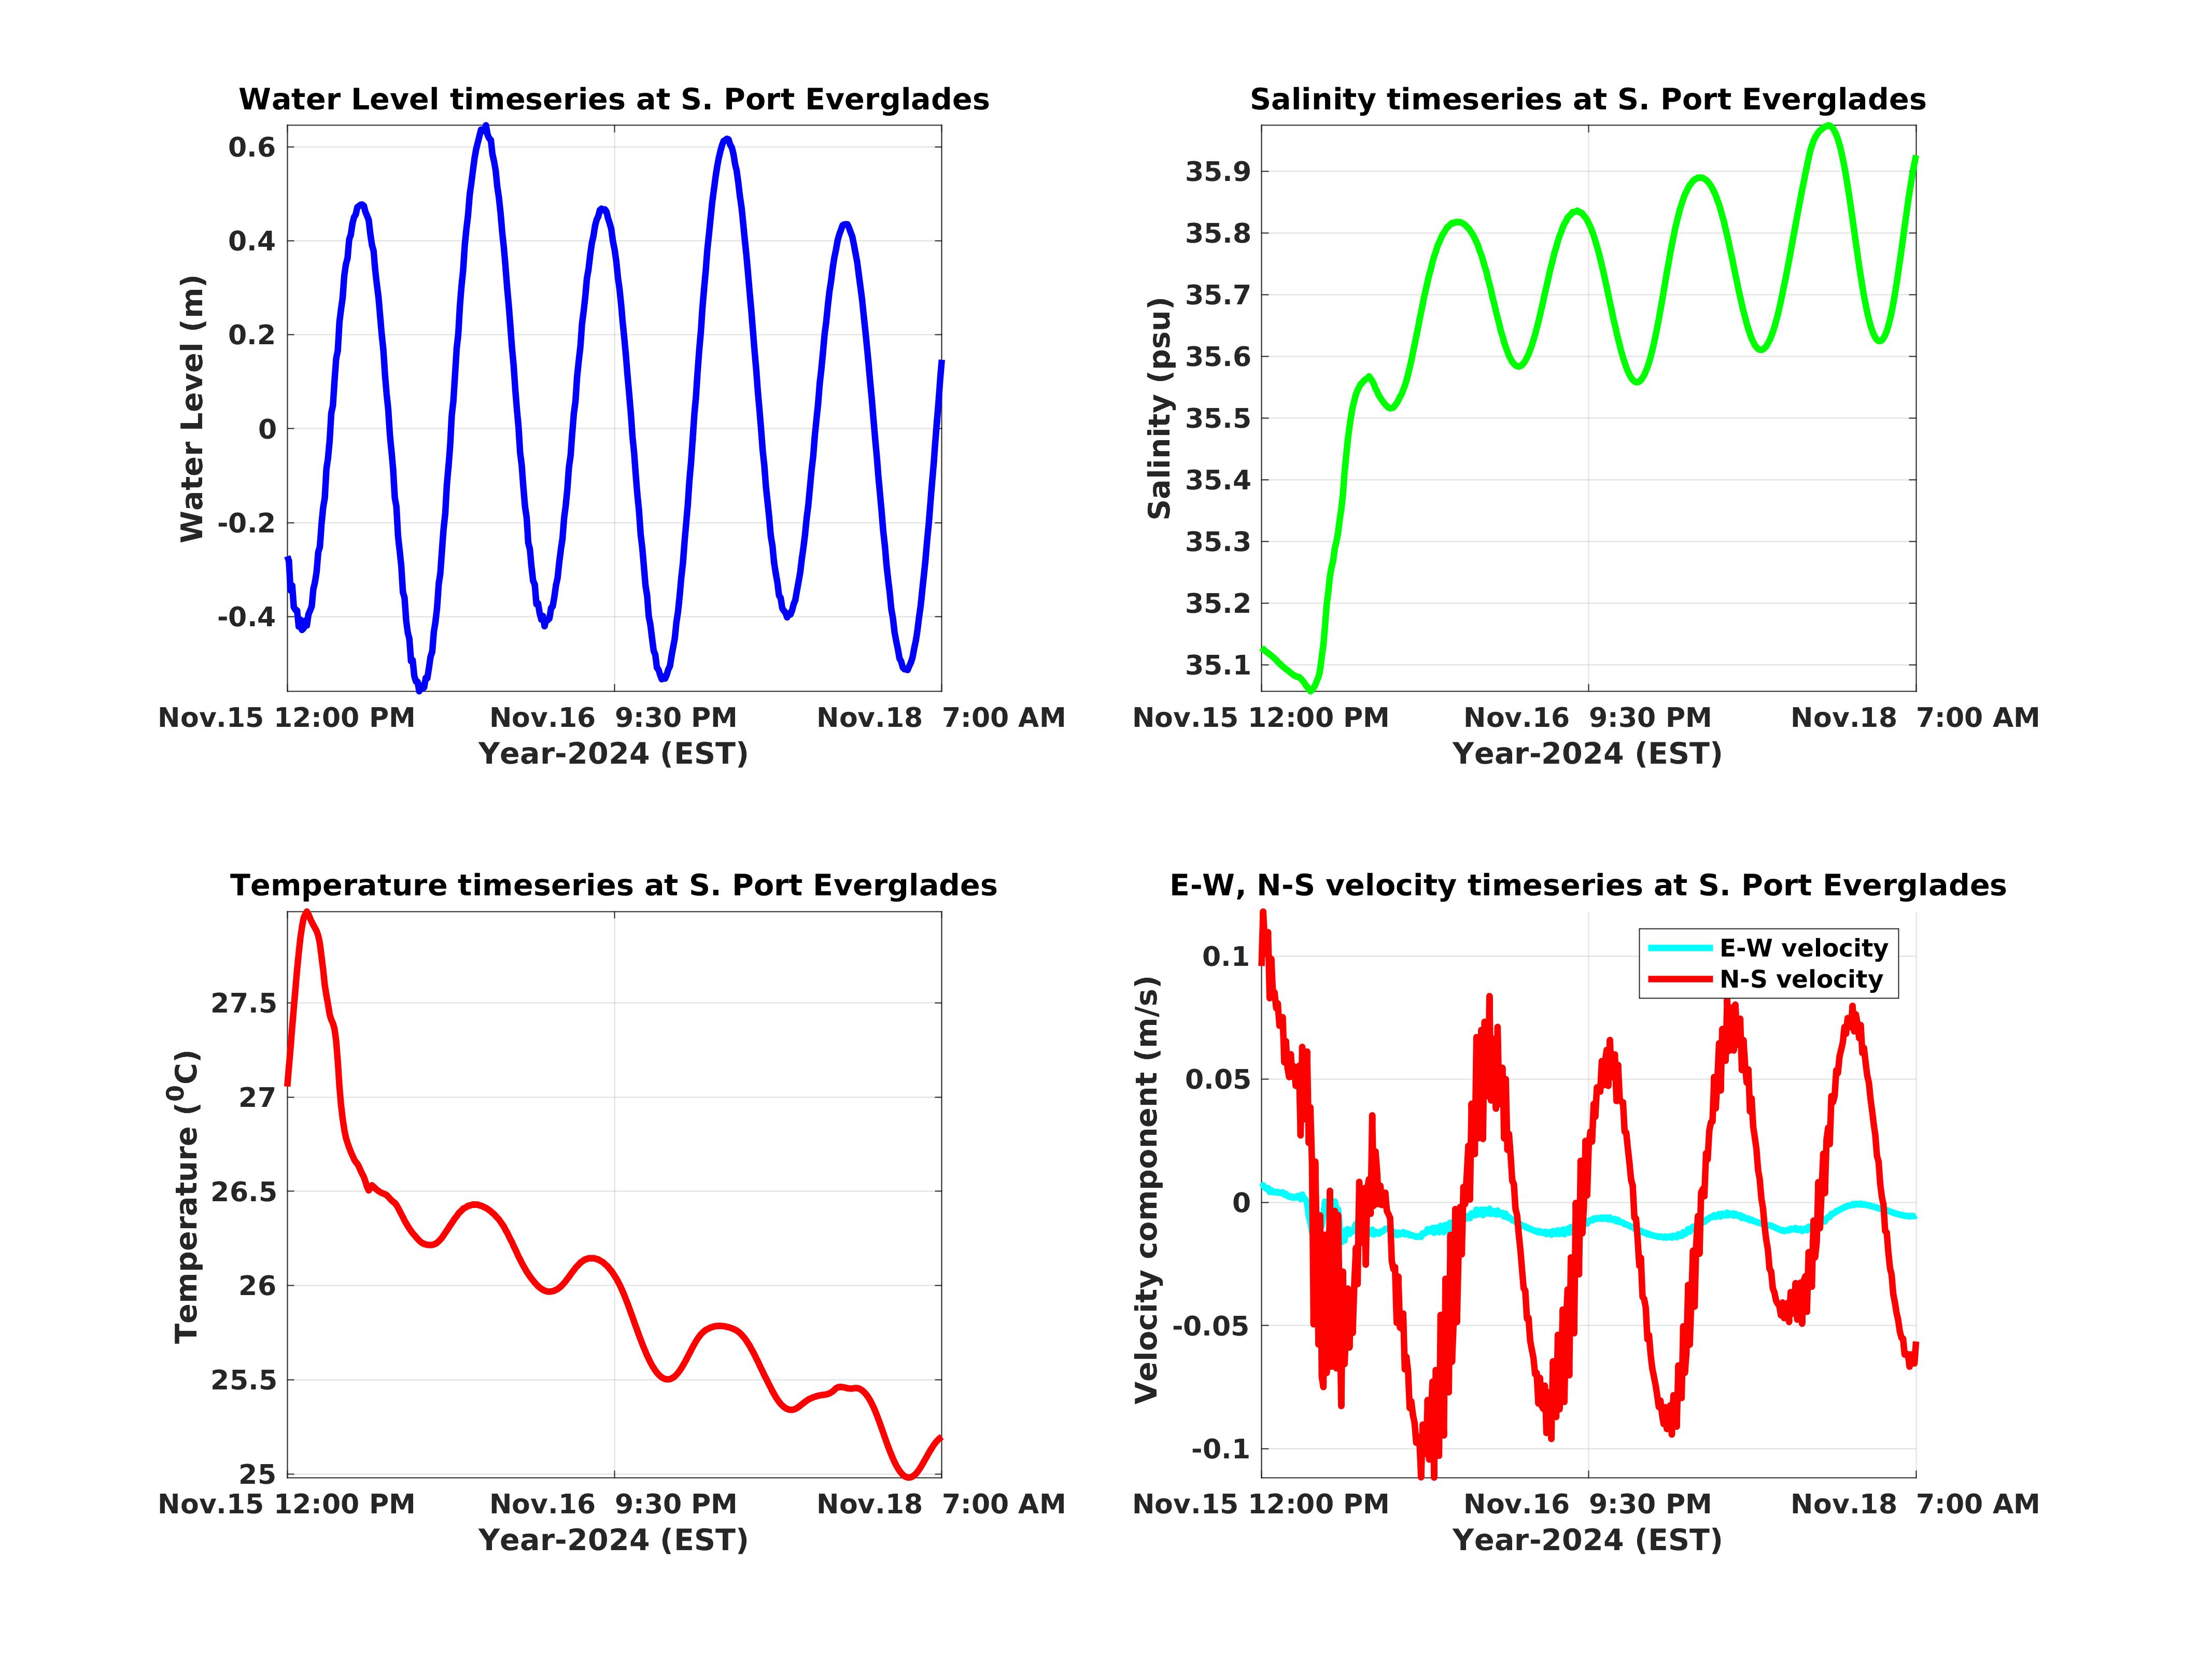 Water Level timeseries at S. Port Everglades
Water Level (m)
0.6
0.4
0.2
0
-0.2
-0.4
Nov.15 12:00 PM Nov.16 9:30 PM Nov.18 7:00 AM
Year-2024 (EST)
Salinity timeseries at S. Port Everglades
Salinity (psu)
35.9
35.8
35.7
35.6
35.5
35.4
35.3
35.2
35.1
Nov.15 12:00 PM Nov.16 9:30 PM Nov.18 7:00 AM
Year-2024 (EST)
Temperature timeseries at S. Port Everglades
Temperature (⁰C)
27.5
27
26.5
26
25.5
25
Nov.15 12:00 PM Nov.16 9:30 PM Nov.18 7:00 AM
Year-2024 (EST)
E-W, N-S velocity timeseries at S. Port Everglades
Velocity component (m/s)
0.1
0.05
0
-0.05
-0.1
E-W velocity
N-S velocity
Nov.15 12:00 PM Nov.16 9:30 PM Nov.18 7:00 AM
Year-2024 (EST)